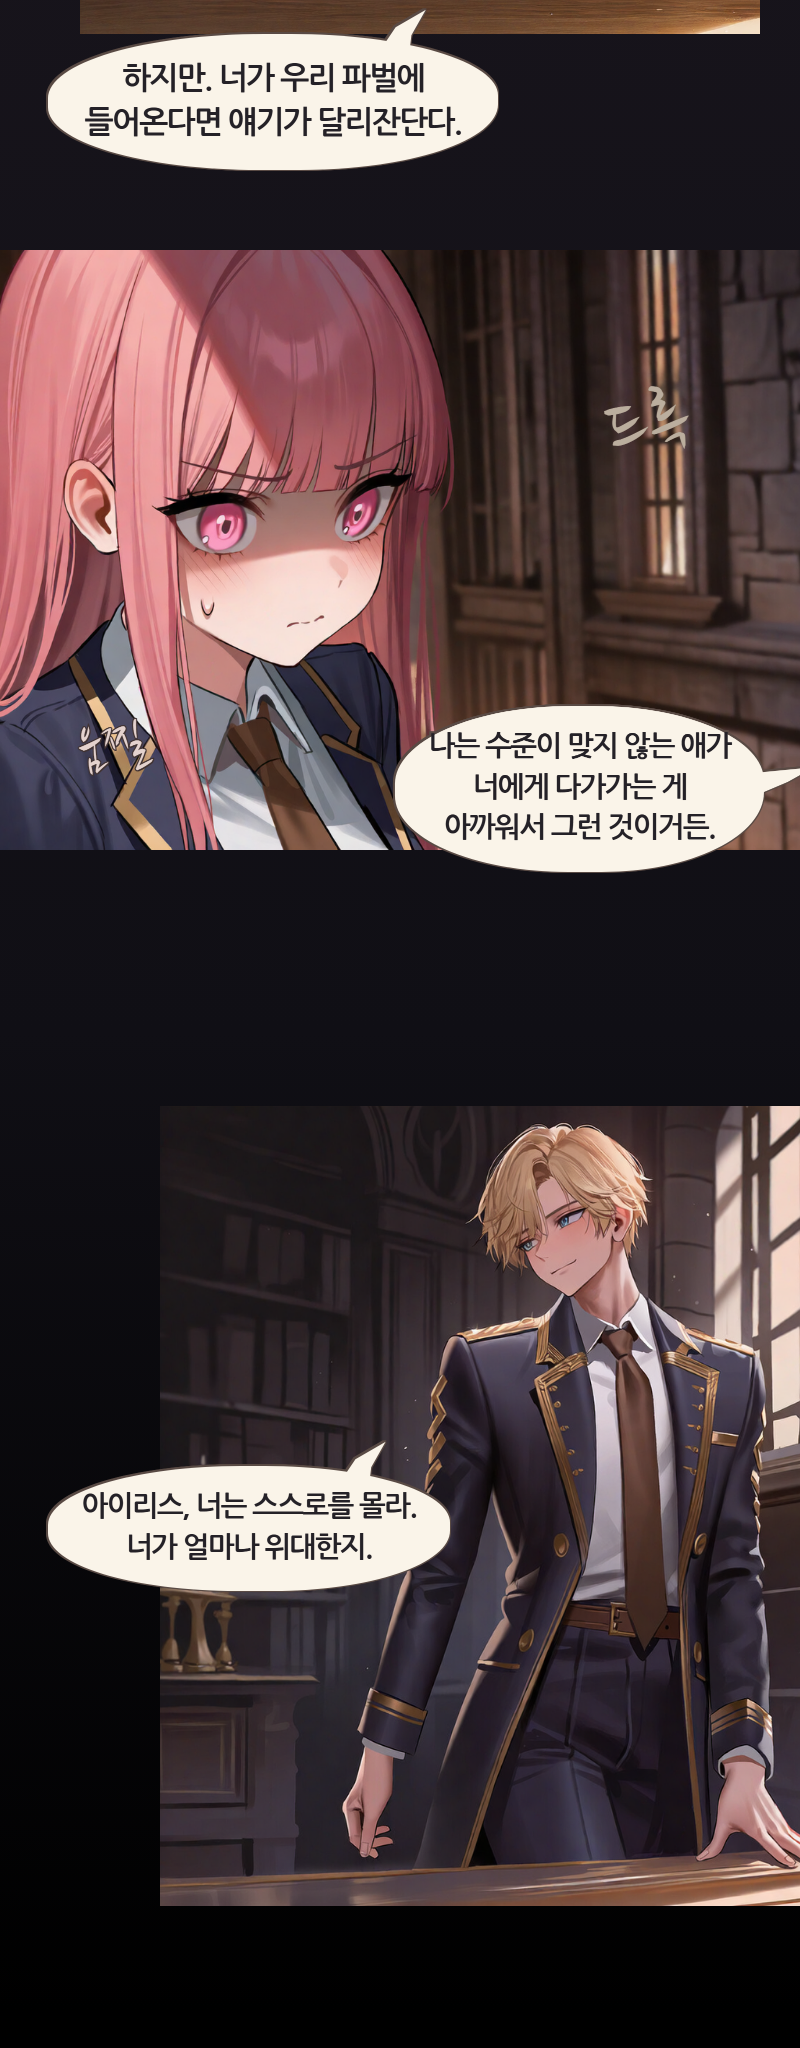 하지만. 너가 우리 파벌에
들어온다면 얘기가 달리잔단다.
드륵
움찔
나는 수준이 맞지 않는 애가
너에게 다가가는 게
아까워서 그런 것이거든.
아이리스, 너는 스스로를 몰라.
너가 얼마나 위대한지.